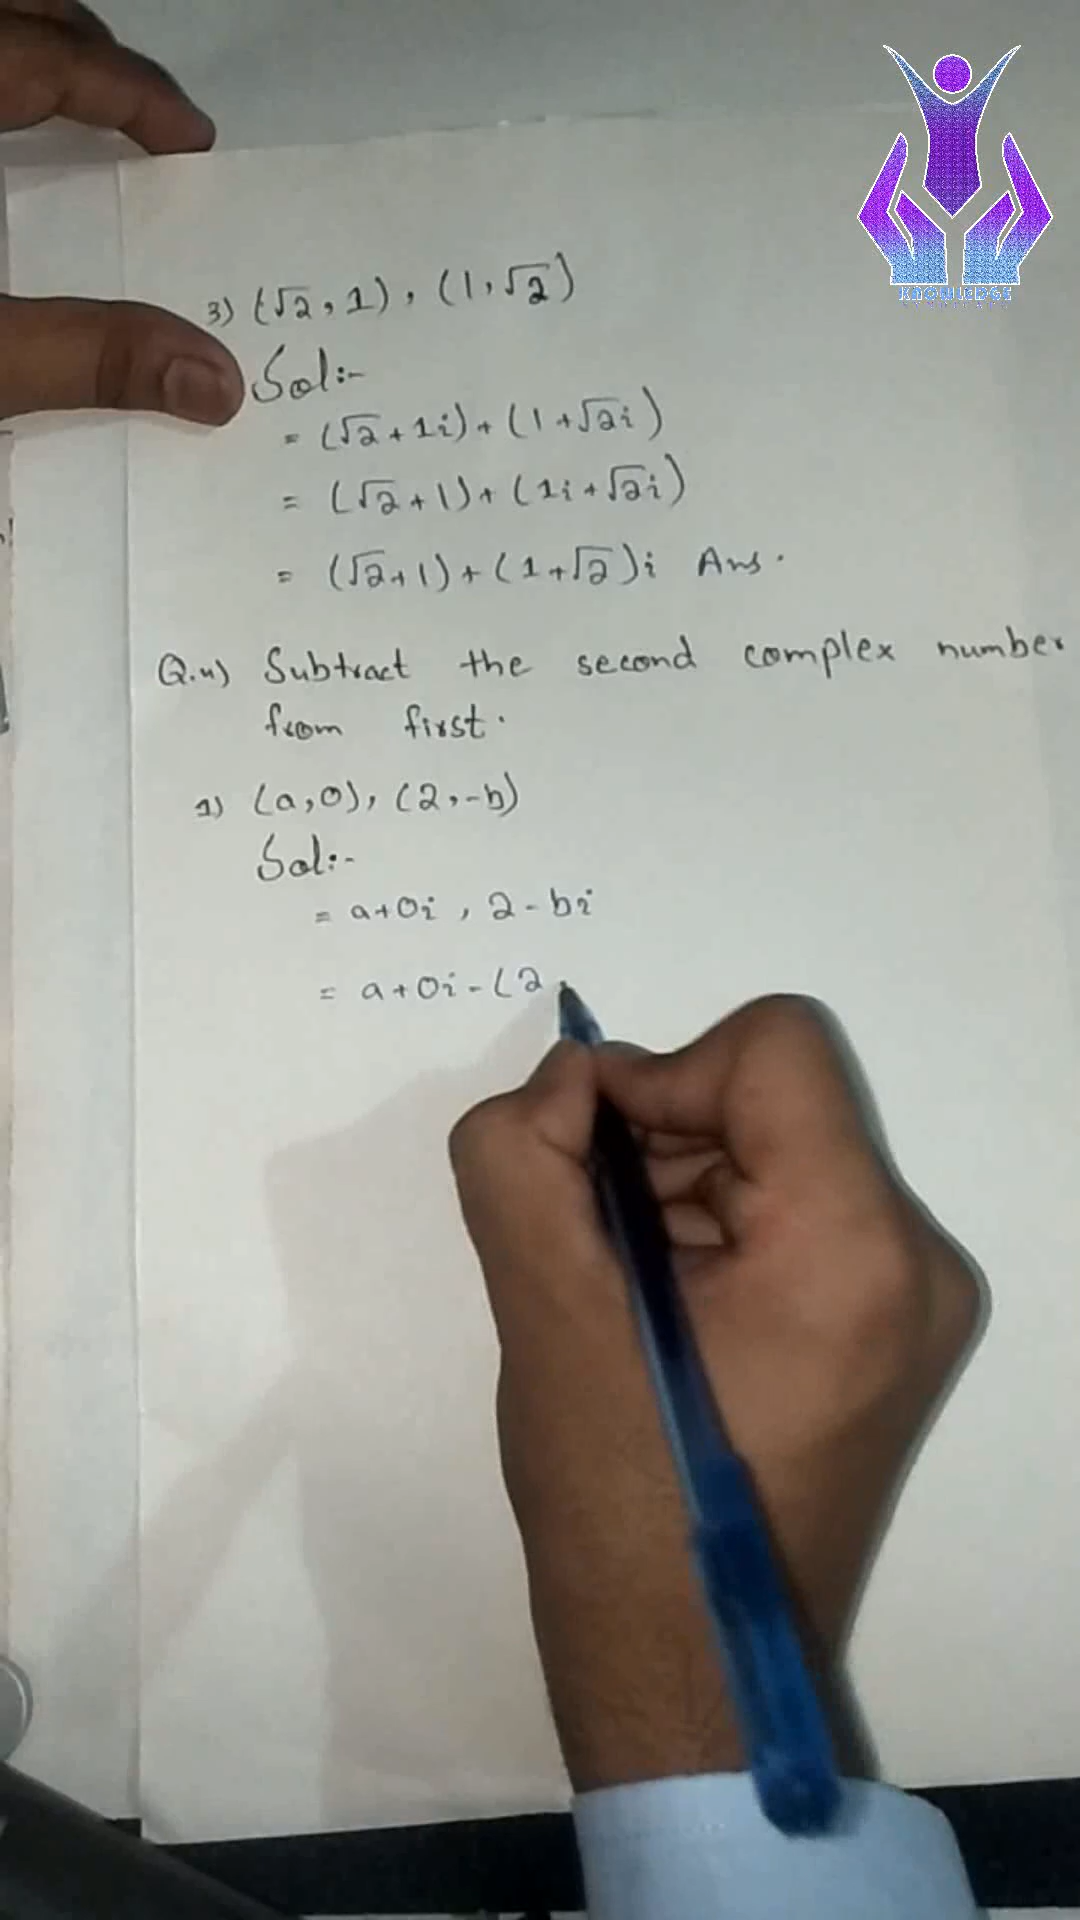 KNOWLEDGE
3) (√2, 1), (1, √2)
Sol:-
= (√2 + 1i) + (1 + √2i)
= (√2 + 1) + (1i + √2i)
= (√2 + 1) + (1 + √2)i Ans.
Q.4) Subtract the second complex number
from first.
1) (a, 0), (2, -b)
Sol:-
= a + 0i, 2 - bi
= a + 0i - (2